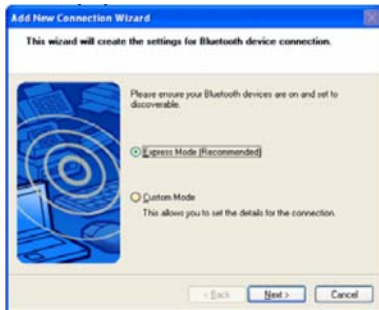 Add New Connection Wizard
This wizard will create the settings for Bluetooth device connection.
Please ensure your Bluetooth devices are on and set to
discoverable.
Express Mode [Recommended]
Custom Mode
This allows you to set the details for the connection.
< Back
Next >
Cancel